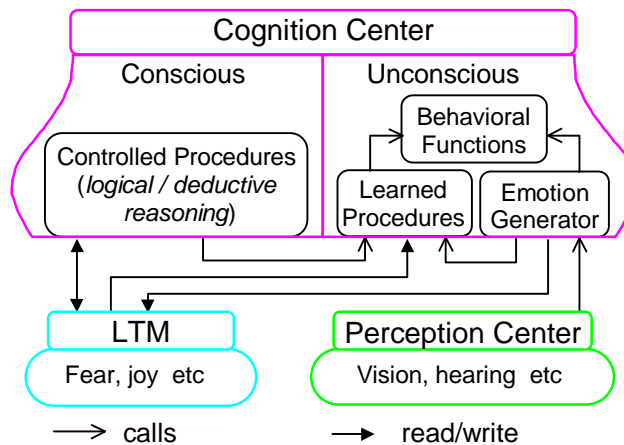 Cognition Center
Conscious
Unconscious
Behavioral
Functions
Controlled Procedures
(logical / deductive
reasoning)
Learned
Procedures
Emotion
Generator
LTM
Fear, joy etc
Perception Center
Vision, hearing etc
calls
read/write